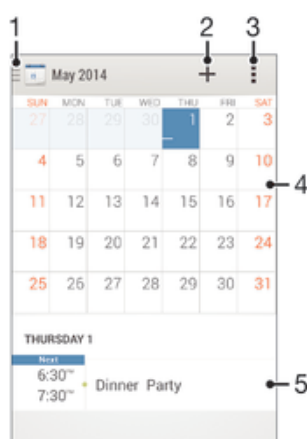 1 2 3
May 2014
SUN MON TUE WED THU FRI SAT
27 28 29 30 1 2 3
4 5 6 7 8 9 10
4
11 12 13 14 15 16 17
18 19 20 21 22 23 24
25 26 27 28 29 30 31
THURSDAY 1
Next
6:30
7:30 Dinner Party 5